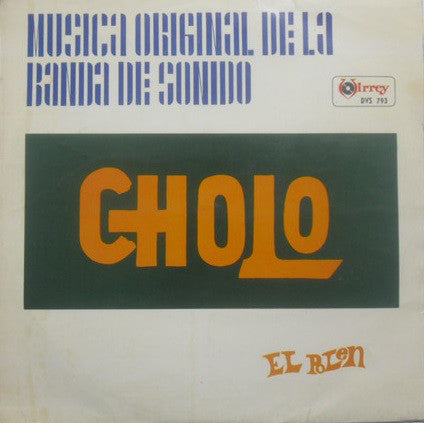 MUSICA ORIGINAL DE LA
BANDA DE SONIDO
Virrey
DVS 793
CHOLO
EL POLEN